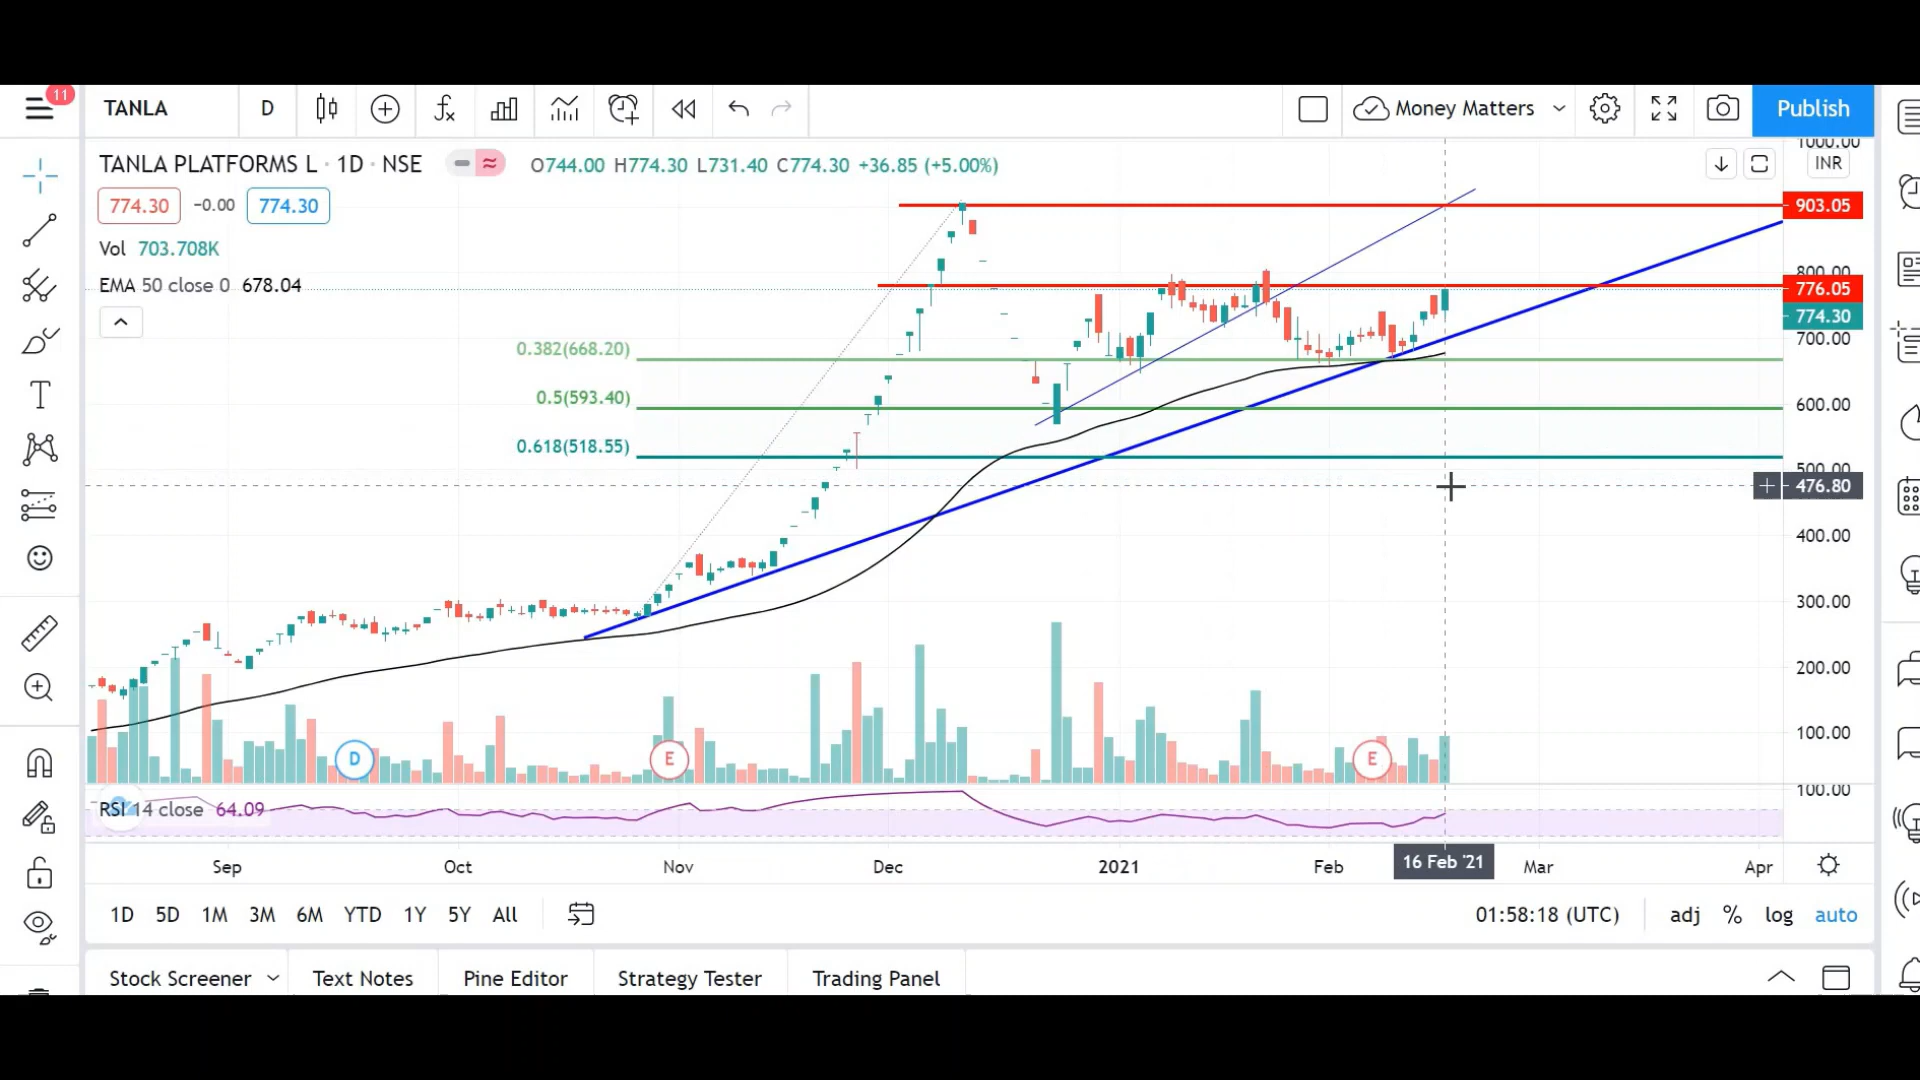 11
TANLA D Money Matters Publish
TANLA PLATFORMS L · 1D · NSE O744.00 H774.30 L731.40 C774.30 +36.85 (+5.00%)
1000.00
INR
774.30 −0.00 774.30
903.05
Vol 703.708K
EMA 50 close 0 678.04
800.00
776.05
774.30
700.00
0.382(668.20)
0.5(593.40)
600.00
0.618(518.55)
500.00
476.80
400.00
300.00
200.00
100.00
D E E
100.00
RSI 14 close 64.09
Sep Oct Nov Dec 2021 Feb 16 Feb '21 Mar Apr
1D 5D 1M 3M 6M YTD 1Y 5Y All 01:58:18 (UTC) adj % log auto
Stock Screener Text Notes Pine Editor Strategy Tester Trading Panel